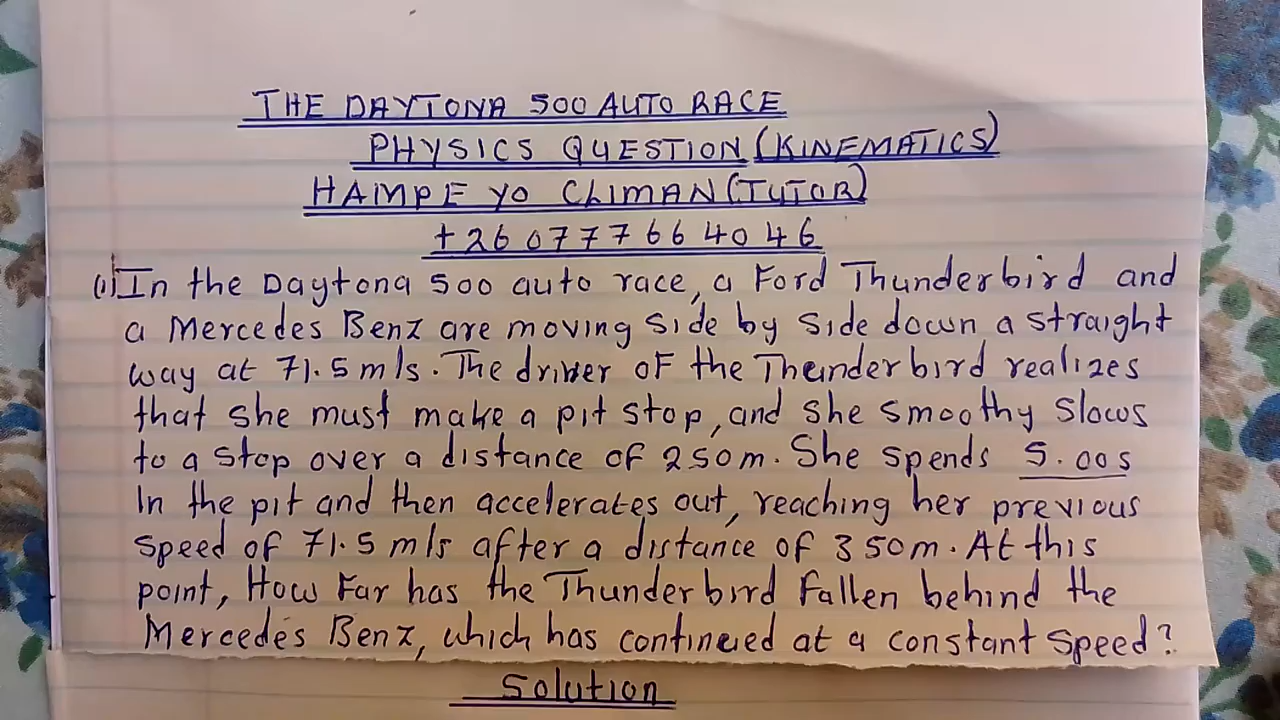 THE DAYTONA 500 AUTO RACE
PHYSICS QUESTION (KINEMATICS)
HAMPE YO CLIMAN (TUTOR)
+260777664046
(1) In the Daytona 500 auto race, a Ford Thunderbird and
a Mercedes Benz are moving side by side down a straight
way at 71.5 m/s. The driver of the Thunderbird realizes
that she must make a pit stop, and she smoothy slows
to a stop over a distance of 250m. She spends 5.00s
In the pit and then accelerates out, reaching her previous
speed of 71.5 m/s after a distance of 350m. At this
point, How Far has the Thunderbird fallen behind the
Mercedes Benz, which has continued at a constant speed?
Solution